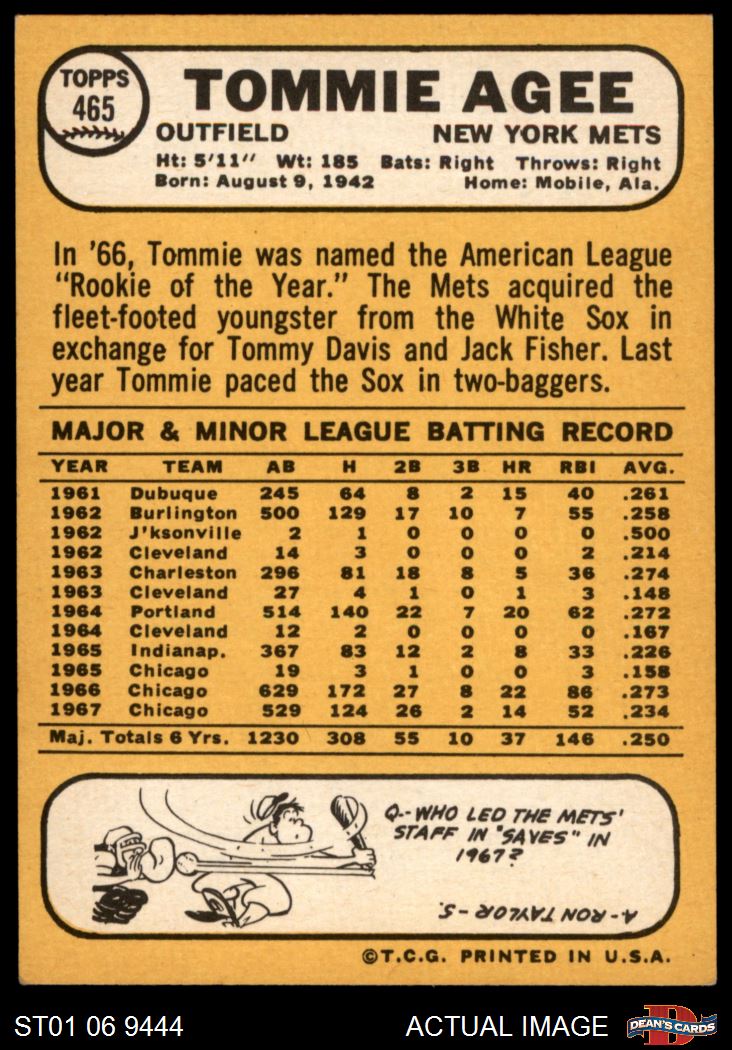 TOPPS
465
TOMMIE AGEE
OUTFIELD NEW YORK METS
Ht: 5'11" Wt: 185 Bats: Right Throws: Right
Born: August 9, 1942 Home: Mobile, Ala.
In '66, Tommie was named the American League
"Rookie of the Year." The Mets acquired the
fleet-footed youngster from the White Sox in
exchange for Tommy Davis and Jack Fisher. Last
year Tommie paced the Sox in two-baggers.
MAJOR & MINOR LEAGUE BATTING RECORD
YEAR TEAM AB H 2B 3B HR RBI AVG.
1961 Dubuque 245 64 8 2 15 40 .261
1962 Burlington 500 129 17 10 7 55 .258
1962 J'ksonville 2 1 0 0 0 0 .500
1962 Cleveland 14 3 0 0 0 2 .214
1963 Charleston 296 81 18 8 5 36 .274
1963 Cleveland 27 4 1 0 1 3 .148
1964 Portland 514 140 22 7 20 62 .272
1964 Cleveland 12 2 0 0 0 0 .167
1965 Indianap. 367 83 12 2 8 33 .226
1965 Chicago 19 3 1 0 0 3 .158
1966 Chicago 629 172 27 8 22 86 .273
1967 Chicago 529 124 26 2 14 52 .234
Maj. Totals 6 Yrs. 1230 308 55 10 37 146 .250
Q-- WHO LED THE METS'
STAFF IN "SAVES" IN
1967?
A- RON TAYLOR - 5.
©T.C.G. PRINTED IN U.S.A.
ST01 06 9444 ACTUAL IMAGE DEAN'S CARDS